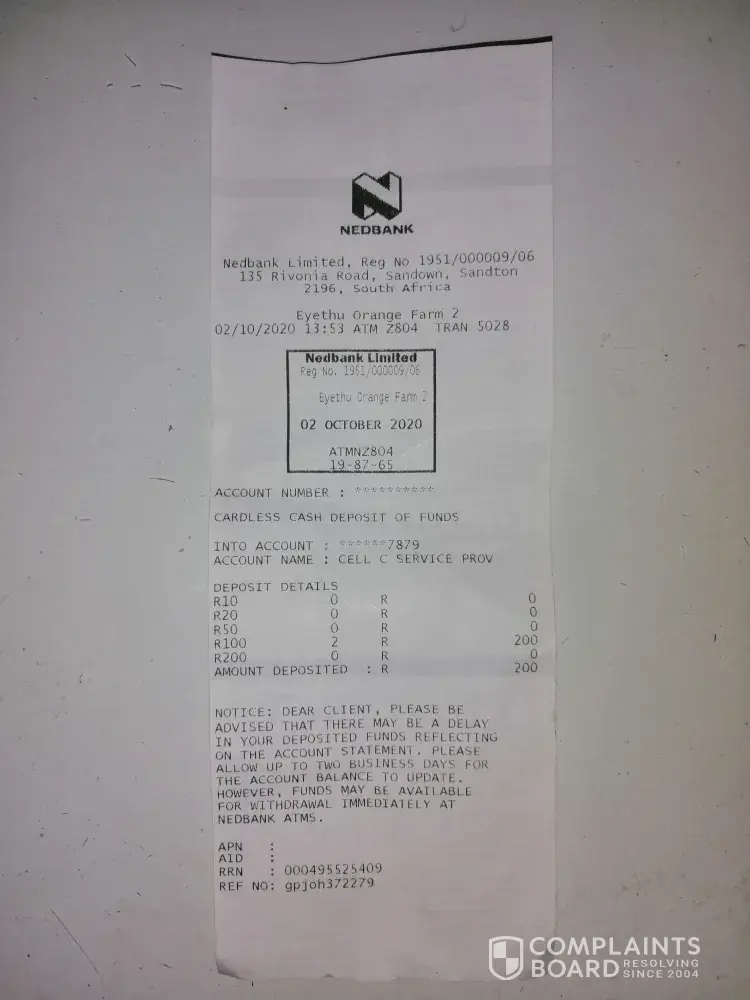 NEDBANK
Nedbank Limited, Reg No 1951/000009/06
135 Rivonia Road, Sandown, Sandton
2196, South Africa
Eyethu Orange Farm 2
02/10/2020 13:53 ATM Z804 TRAN 5028
Nedbank Limited
Reg No. 1951/000009/06
Eyethu Orange Farm 2
02 OCTOBER 2020
ATMNZ804
19-87-65
ACCOUNT NUMBER : **********
CARDLESS CASH DEPOSIT OF FUNDS
INTO ACCOUNT : ******7879
ACCOUNT NAME : CELL C SERVICE PROV
DEPOSIT DETAILS
R10 0 R 0
R20 0 R 0
R50 0 R 0
R100 2 R 200
R200 0 R 0
AMOUNT DEPOSITED : R 200
NOTICE: DEAR CLIENT, PLEASE BE
ADVISED THAT THERE MAY BE A DELAY
IN YOUR DEPOSITED FUNDS REFLECTING
ON THE ACCOUNT STATEMENT. PLEASE
ALLOW UP TO TWO BUSINESS DAYS FOR
THE ACCOUNT BALANCE TO UPDATE.
HOWEVER, FUNDS MAY BE AVAILABLE
FOR WITHDRAWAL IMMEDIATELY AT
NEDBANK ATMS.
APN :
AID :
RRN : 000495525409
REF NO: gpjoh372279
COMPLAINTS
BOARD RESOLVING
SINCE 2004